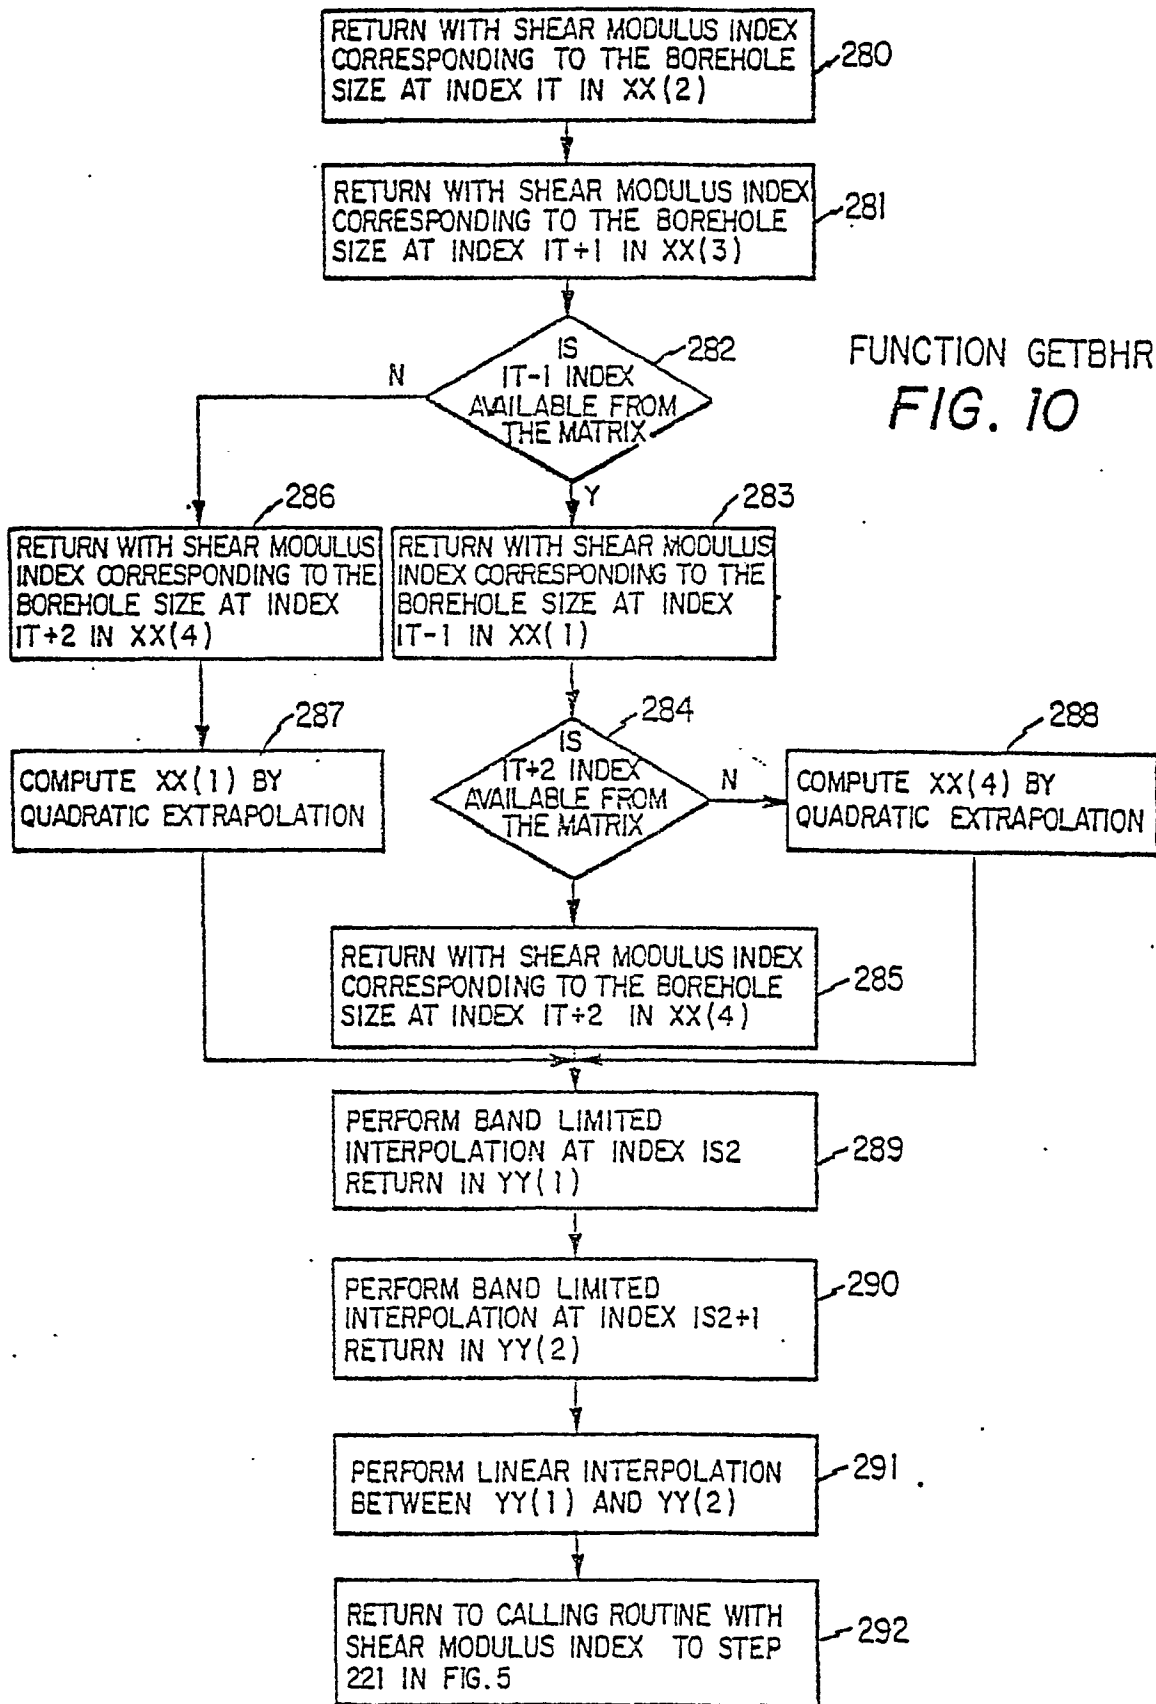 RETURN WITH SHEAR MODULUS INDEX
CORRESPONDING TO THE BOREHOLE
SIZE AT INDEX IT IN XX(2)
280
RETURN WITH SHEAR MODULUS INDEX
CORRESPONDING TO THE BOREHOLE
SIZE AT INDEX IT+1 IN XX(3)
281
FUNCTION GETBHR
FIG. 10
IS
IT-1 INDEX
AVAILABLE FROM
THE MATRIX
282
N
Y
286
RETURN WITH SHEAR MODULUS
INDEX CORRESPONDING TO THE
BOREHOLE SIZE AT INDEX
IT+2 IN XX(4)
283
RETURN WITH SHEAR MODULUS
INDEX CORRESPONDING TO THE
BOREHOLE SIZE AT INDEX
IT-1 IN XX(1)
287
COMPUTE XX(1) BY
QUADRATIC EXTRAPOLATION
284
IS
IT+2 INDEX
AVAILABLE FROM
THE MATRIX
N
288
COMPUTE XX(4) BY
QUADRATIC EXTRAPOLATION
RETURN WITH SHEAR MODULUS INDEX
CORRESPONDING TO THE BOREHOLE
SIZE AT INDEX IT+2 IN XX(4)
285
PERFORM BAND LIMITED
INTERPOLATION AT INDEX IS2
RETURN IN YY(1)
289
PERFORM BAND LIMITED
INTERPOLATION AT INDEX IS2+1
RETURN IN YY(2)
290
PERFORM LINEAR INTERPOLATION
BETWEEN YY(1) AND YY(2)
291
RETURN TO CALLING ROUTINE WITH
SHEAR MODULUS INDEX TO STEP
221 IN FIG.5
292